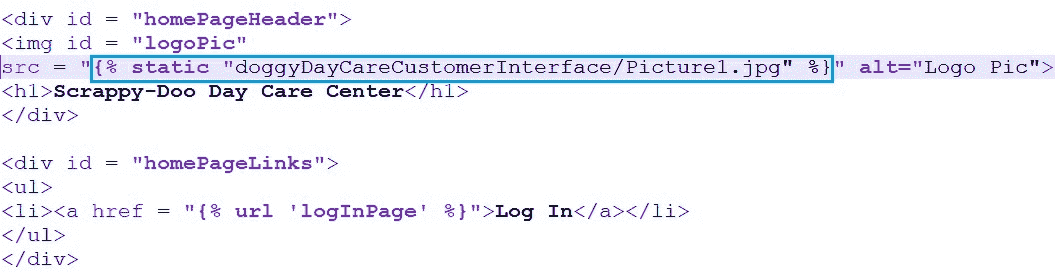 <div id = "homePageHeader">
<img id = "logoPic"
src = "{% static "doggyDayCareCustomerInterface/Picture1.jpg" %}" alt="Logo Pic">
<h1>Scrappy-Doo Day Care Center</h1>
</div>
<div id = "homePageLinks">
<ul>
<li><a href = "{% url 'logInPage' %}">Log In</a></li>
</ul>
</div>